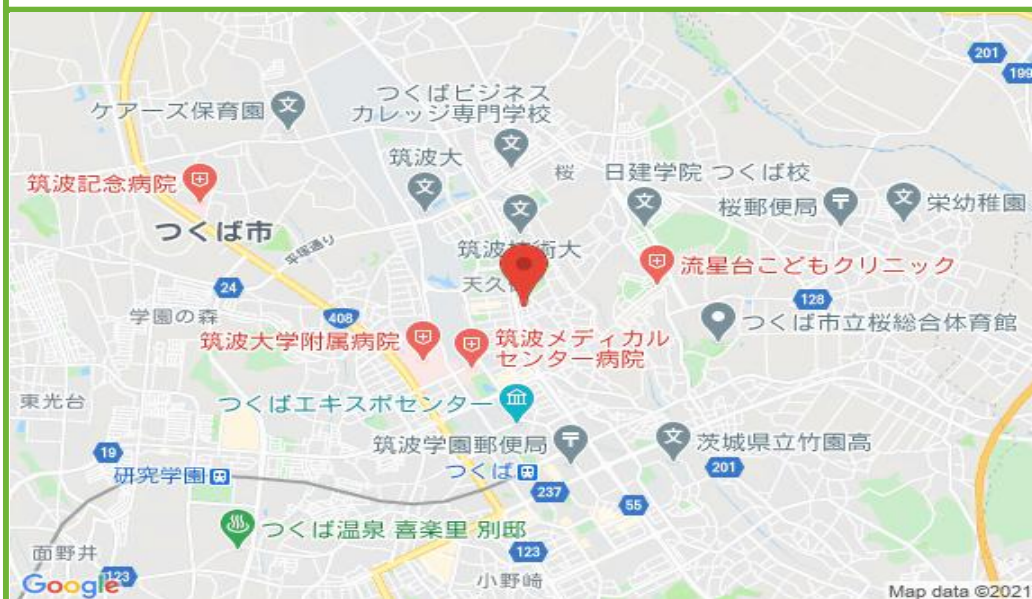 201
199
ケアーズ保育園
つくばビジネス
カレッジ専門学校
筑波大
桜
日建学院 つくば校
筑波記念病院
桜郵便局
栄幼稚園
つくば市
平塚通り
筑波技術大
流星台こどもクリニック
天久
24
128
学園の森
408
つくば市立桜総合体育館
筑波大学附属病院
筑波メディカル
センター病院
東光台
つくばエキスポセンター
筑波学園郵便局
茨城県立竹園高
19
研究学園
つくば
201
237
55
つくば温泉 喜楽里 別邸
面野井
123
123
小野崎
Google
Map data ©2021